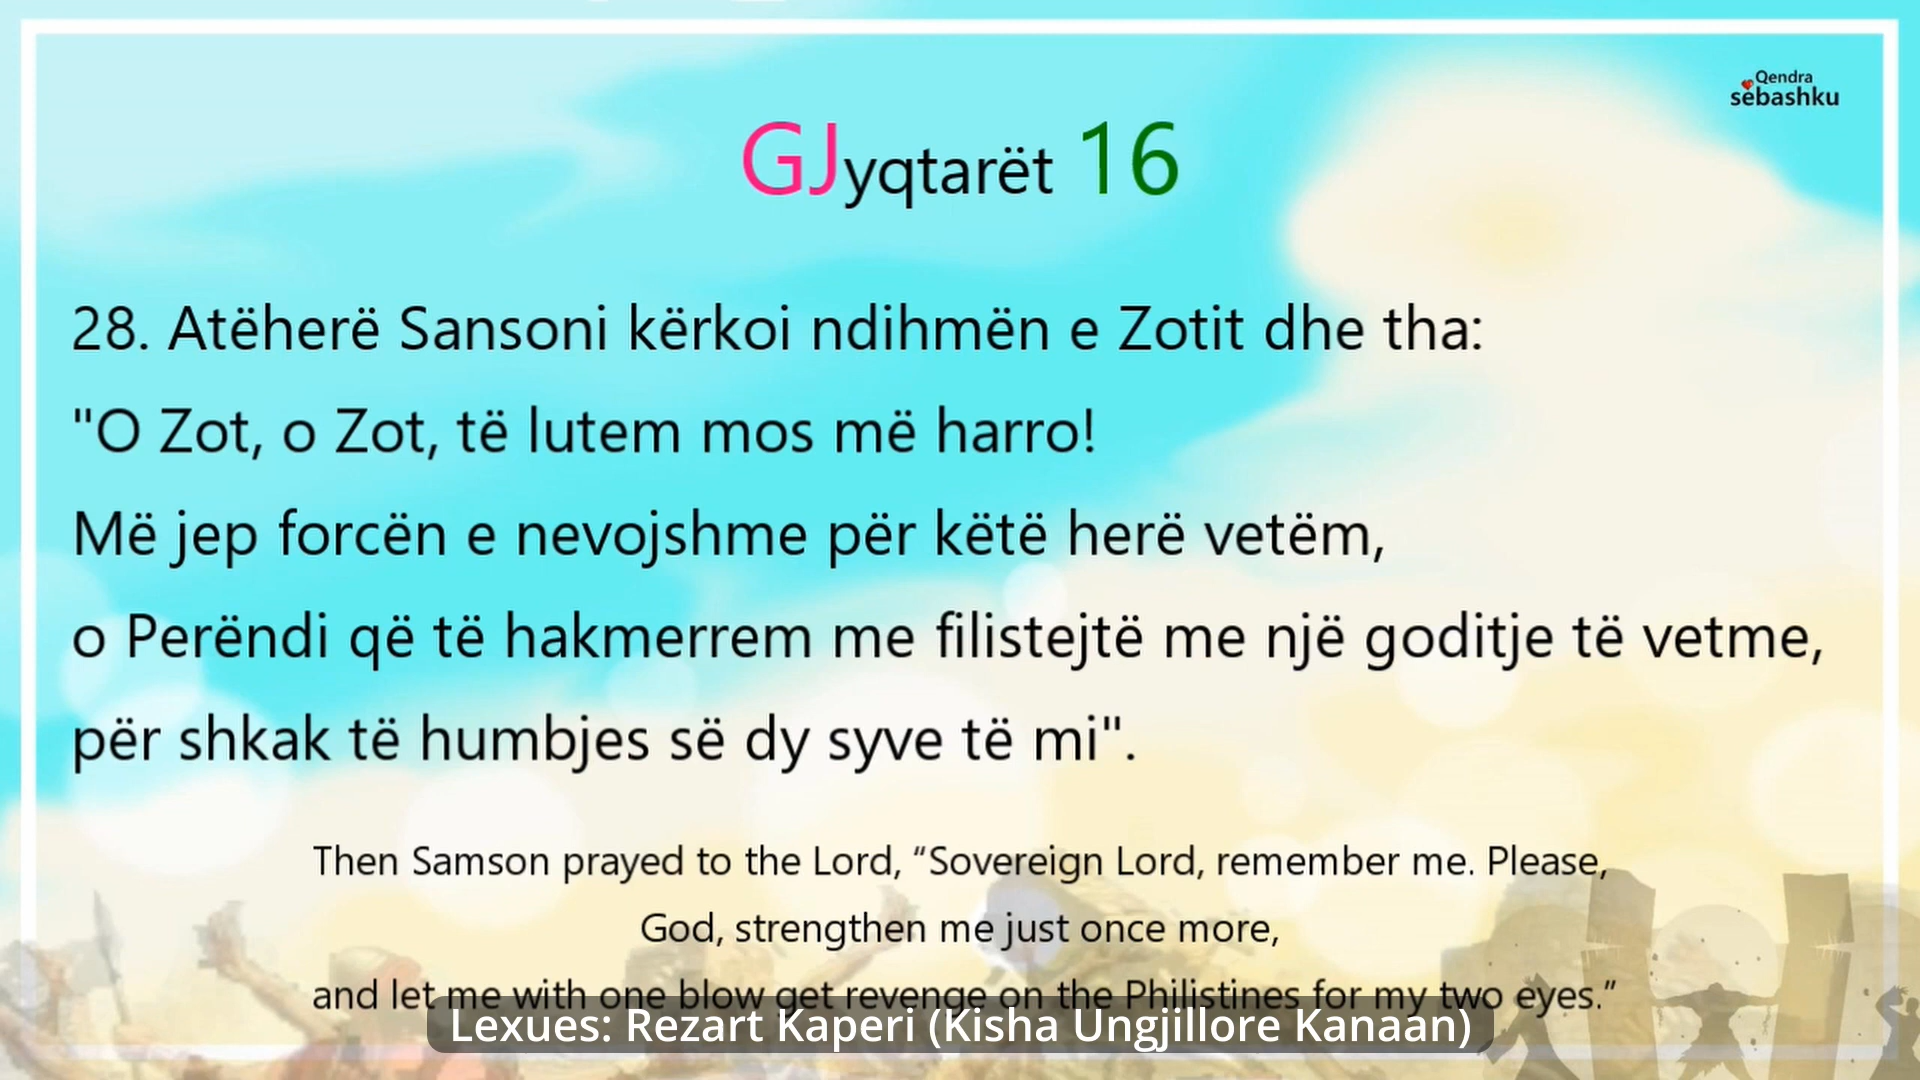 Qendra
sëbashku
GJyqtarët 16
28. Atëherë Sansoni kërkoi ndihmën e Zotit dhe tha:
"O Zot, o Zot, të lutem mos më harro!
Më jep forcën e nevojshme për këtë herë vetëm,
o Perëndi që të hakmerrem me filistejtë me një goditje të vetme,
për shkak të humbjes së dy syve të mi".
Then Samson prayed to the Lord, “Sovereign Lord, remember me. Please,
God, strengthen me just once more,
and let me with one blow get revenge on the Philistines for my two eyes.”
Lexues: Rezart Kaperi (Kisha Ungjillore Kanaan)